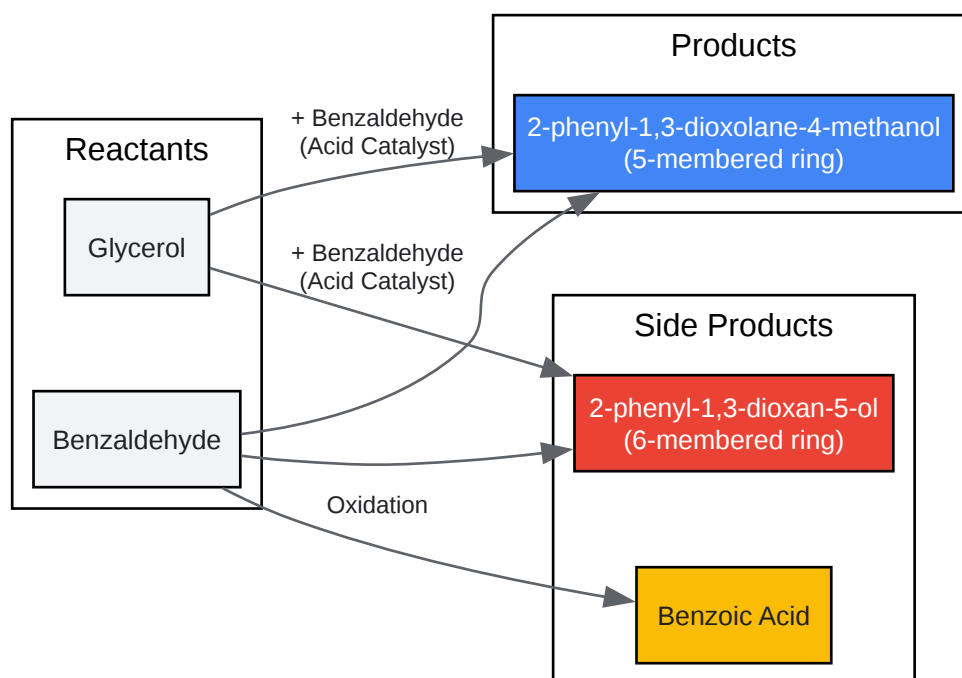 Products
2-phenyl-1,3-dioxolane-4-methanol
(5-membered ring)
+ Benzaldehyde
(Acid Catalyst)
Reactants
Glycerol
+ Benzaldehyde
(Acid Catalyst)
Side Products
2-phenyl-1,3-dioxan-5-ol
(6-membered ring)
Benzaldehyde
Oxidation
Benzoic Acid